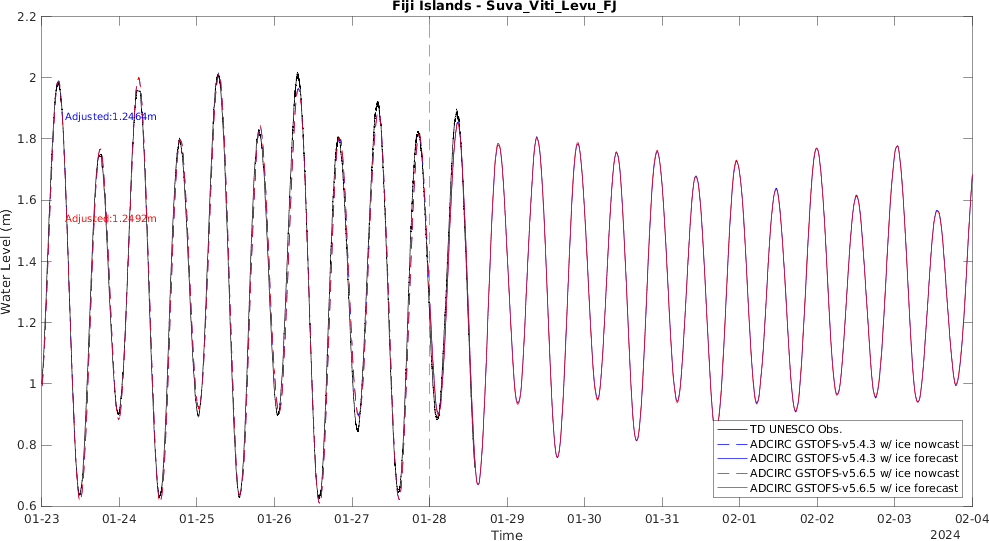 Fiji Islands - Suva_Viti_Levu_FJ
2.2
2
1.8
1.6
1.4
1.2
1
0.8
0.6
Water Level (m)
Adjusted:1.2464m
Adjusted:1.2492m
TD UNESCO Obs.
ADCIRC GSTOFS-v5.4.3 w/ ice nowcast
ADCIRC GSTOFS-v5.4.3 w/ ice forecast
ADCIRC GSTOFS-v5.6.5 w/ ice nowcast
ADCIRC GSTOFS-v5.6.5 w/ ice forecast
01-23 01-24 01-25 01-26 01-27 01-28 01-29 01-30 01-31 02-01 02-02 02-03 02-04
Time
2024